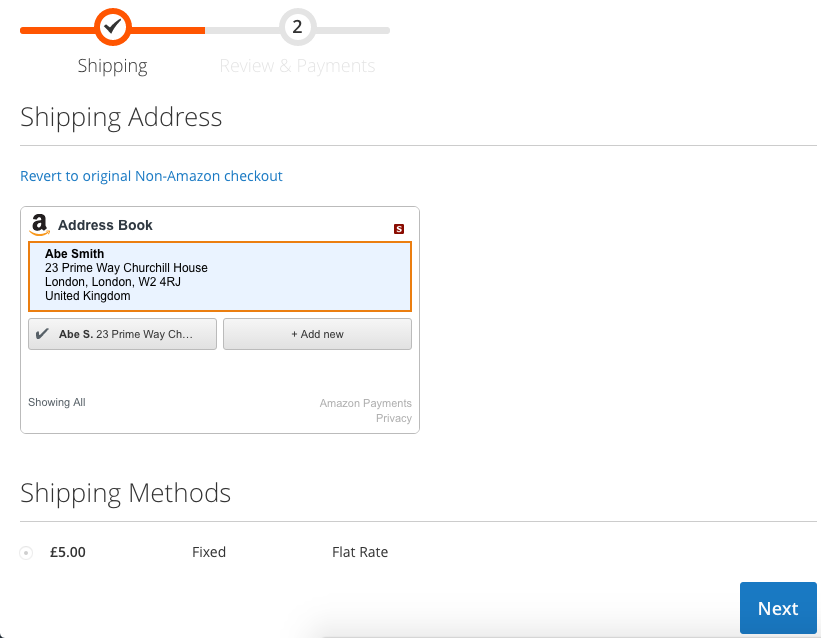 2
Shipping
Review & Payments
Shipping Address
Revert to original Non-Amazon checkout
a Address Book
S
Abe Smith
23 Prime Way Churchill House
London, London, W2 4RJ
United Kingdom
Abe S. 23 Prime Way Ch...
+ Add new
Showing All
Amazon Payments
Privacy
Shipping Methods
£5.00 Fixed Flat Rate
Next